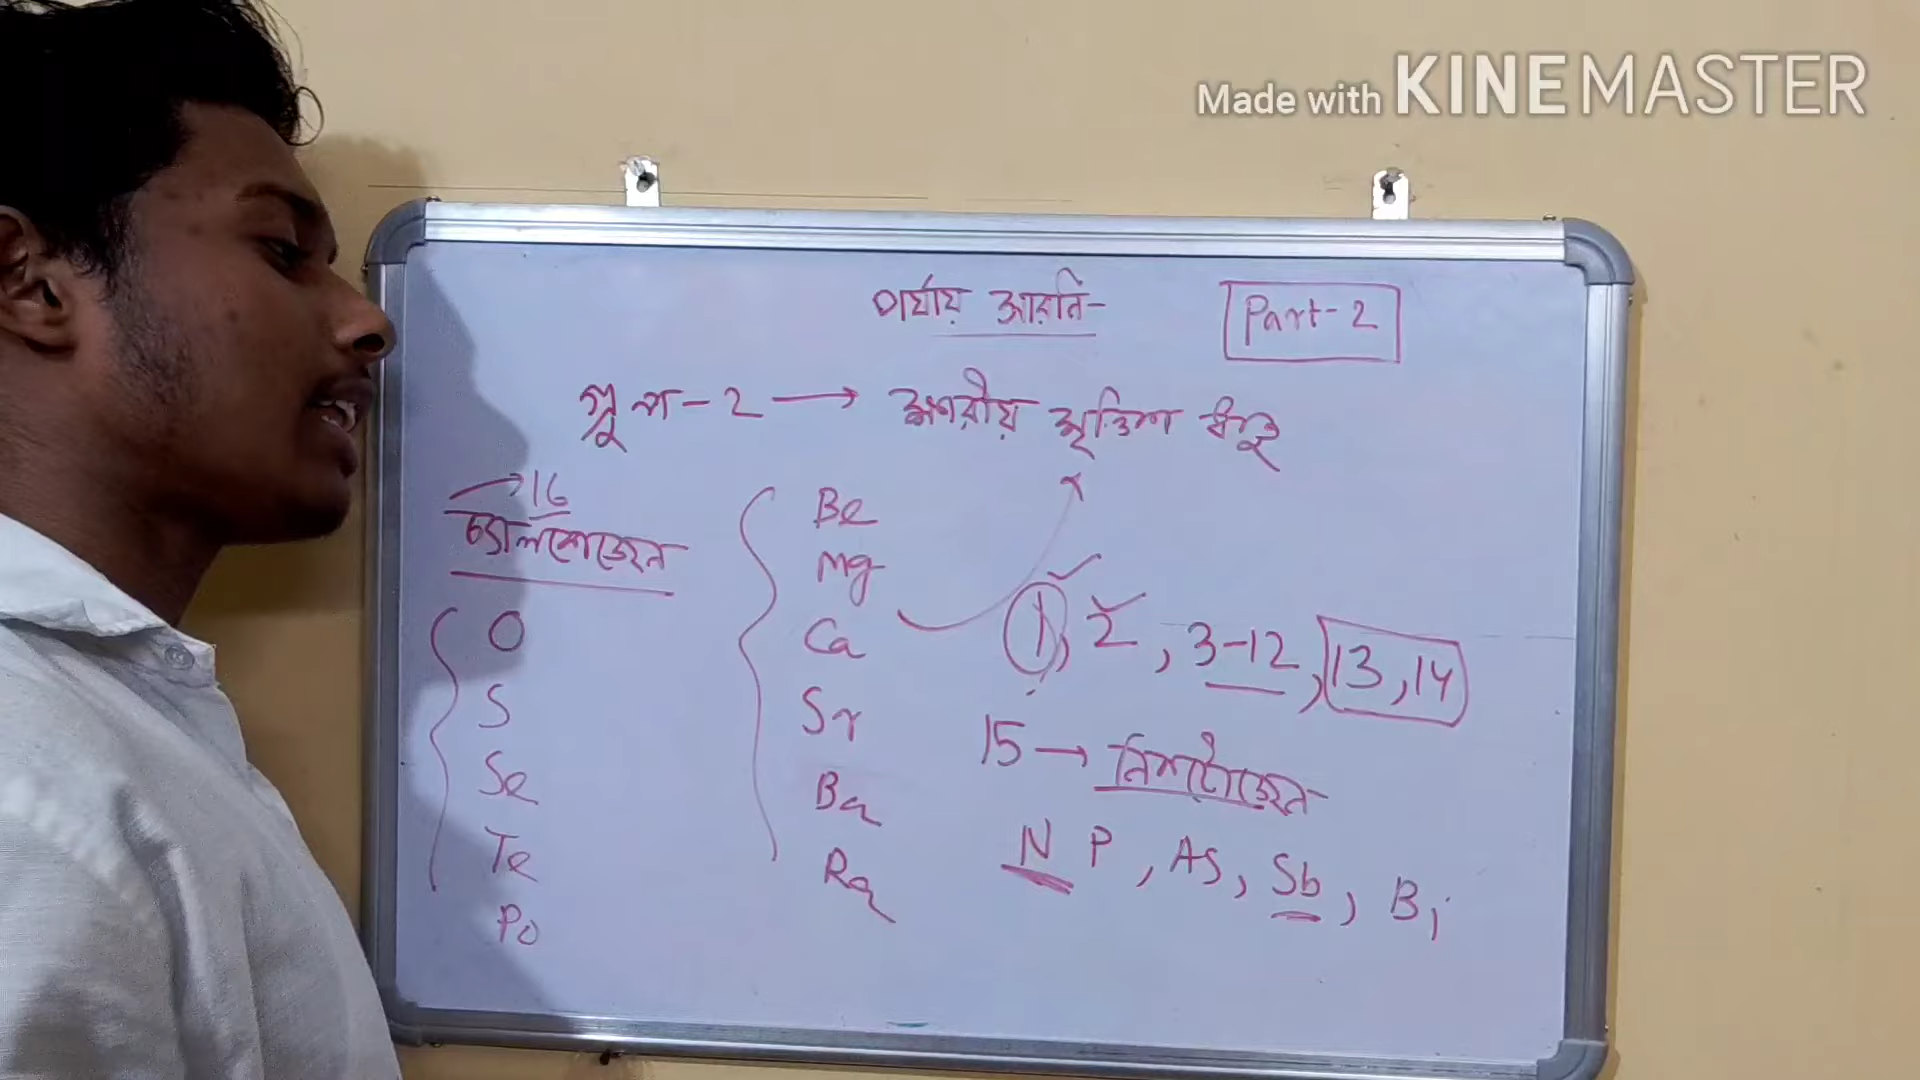 Made with KINEMASTER
পর্যায় সারনি-
Part-2
গ্রুপ-2 → ক্ষারীয় মৃত্তিকা ধাতু
→16
চ্যালকোজেন
O
S
Se
Te
Po
Be
Mg
Ca
Sr
Ba
Ra
1, 2, 3-12, 13, 14
15 → নিকটোজেন
N P, As, Sb, Bi